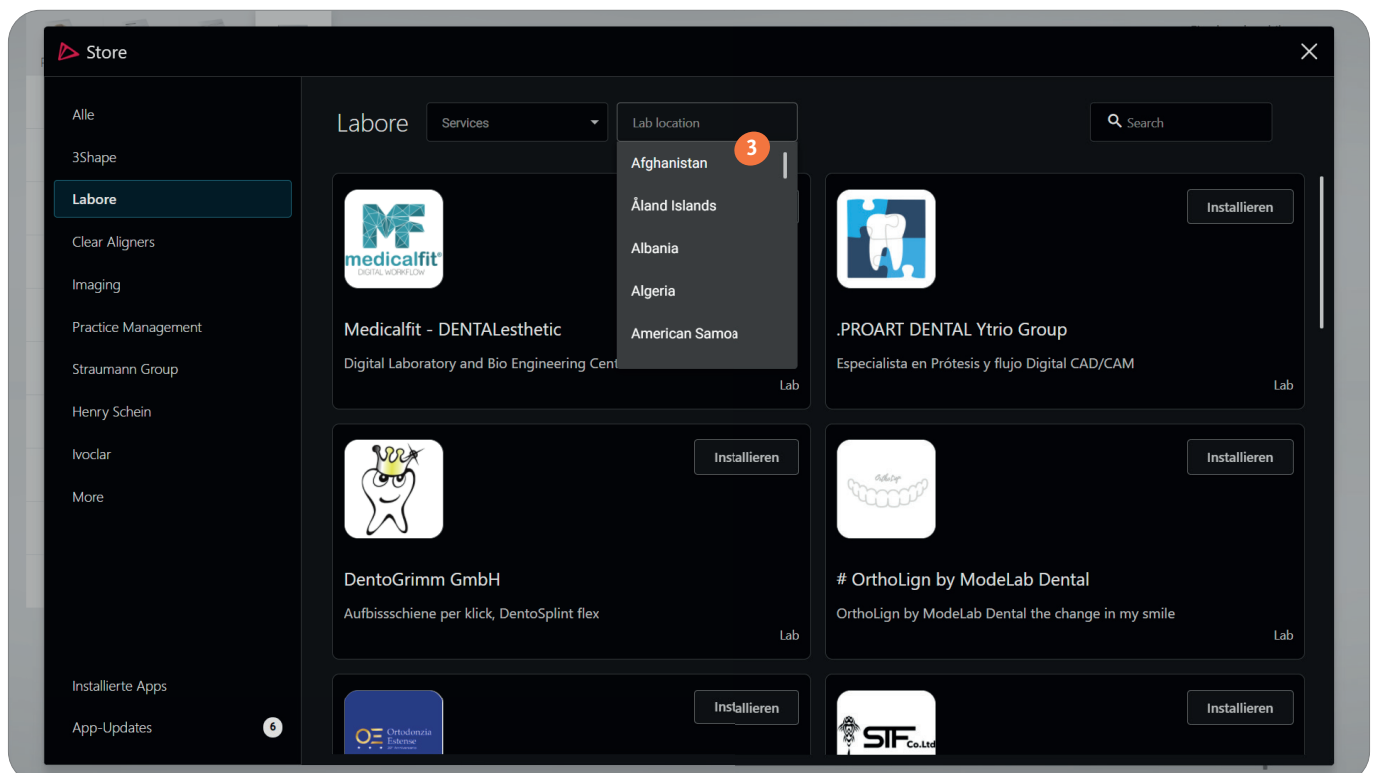 Store
Alle
3Shape
Labore
Clear Aligners
Imaging
Practice Management
Straumann Group
Henry Schein
Ivoclar
More
Installierte Apps
App-Updates
6
Labore
Services
Lab location
Search
3
Afghanistan
Åland Islands
Albania
Algeria
American Samoa
MF
medicalfit
DIGITAL WORKFLOW
Medicalfit - DENTALesthetic
Digital Laboratory and Bio Engineering Cent
Lab
Installieren
.PROART DENTAL Ytrio Group
Especialista en Prótesis y flujo Digital CAD/CAM
Lab
Installieren
DentoGrimm GmbH
Aufbissschiene per klick, DentoSplint flex
Lab
Installieren
OrthoLign
# OrthoLign by ModeLab Dental
OrthoLign by ModeLab Dental the change in my smile
Lab
Installieren
OE Ortodonzia
Estense
Installieren
STF Co.Ltd